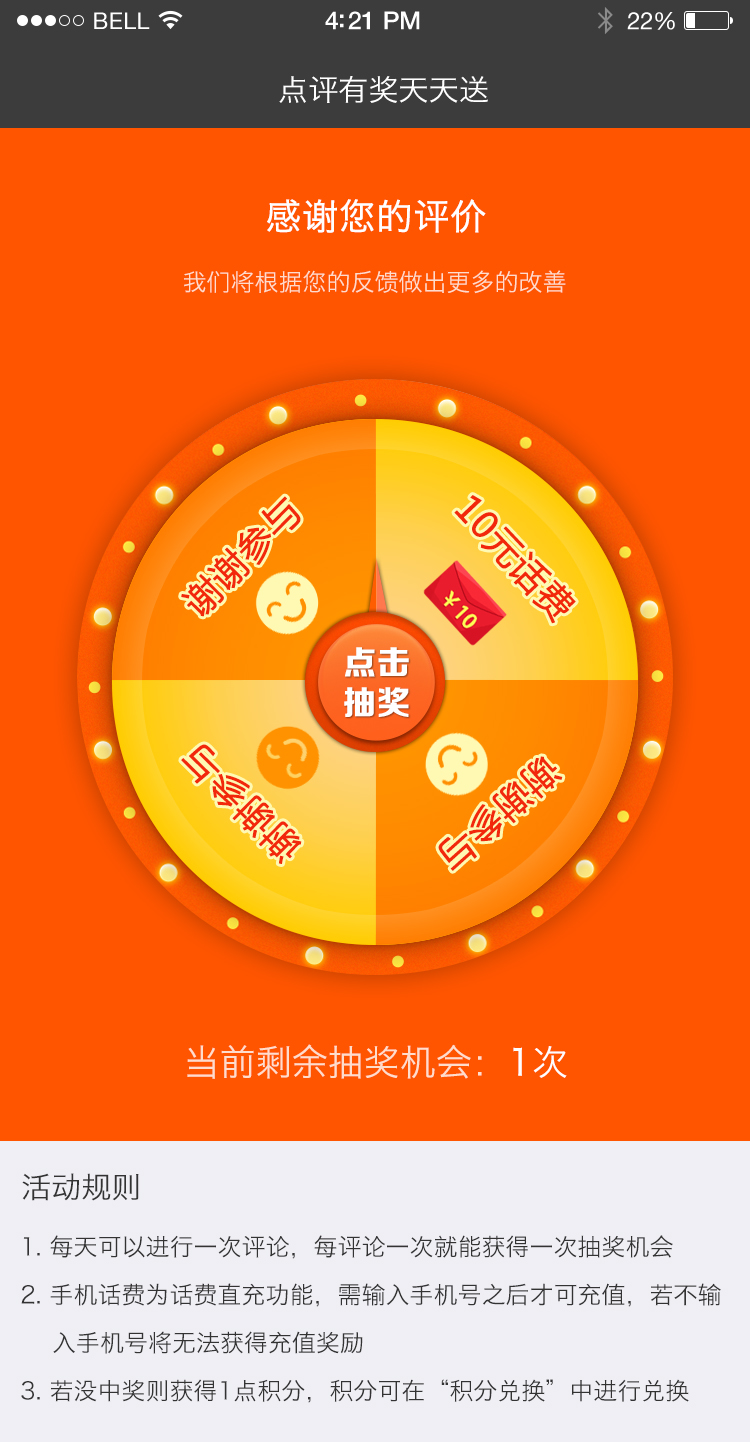 BELL 4:21 PM 22%
点评有奖天天送
感谢您的评价
我们将根据您的反馈做出更多的改善
谢谢参与
10元话费
¥10
点击
抽奖
谢谢参与
谢谢参与
当前剩余抽奖机会：1次
活动规则
1. 每天可以进行一次评论，每评论一次就能获得一次抽奖机会
2. 手机话费为话费直充功能，需输入手机号之后才可充值，若不输
入手机号将无法获得充值奖励
3. 若没中奖则获得1点积分，积分可在“积分兑换”中进行兑换